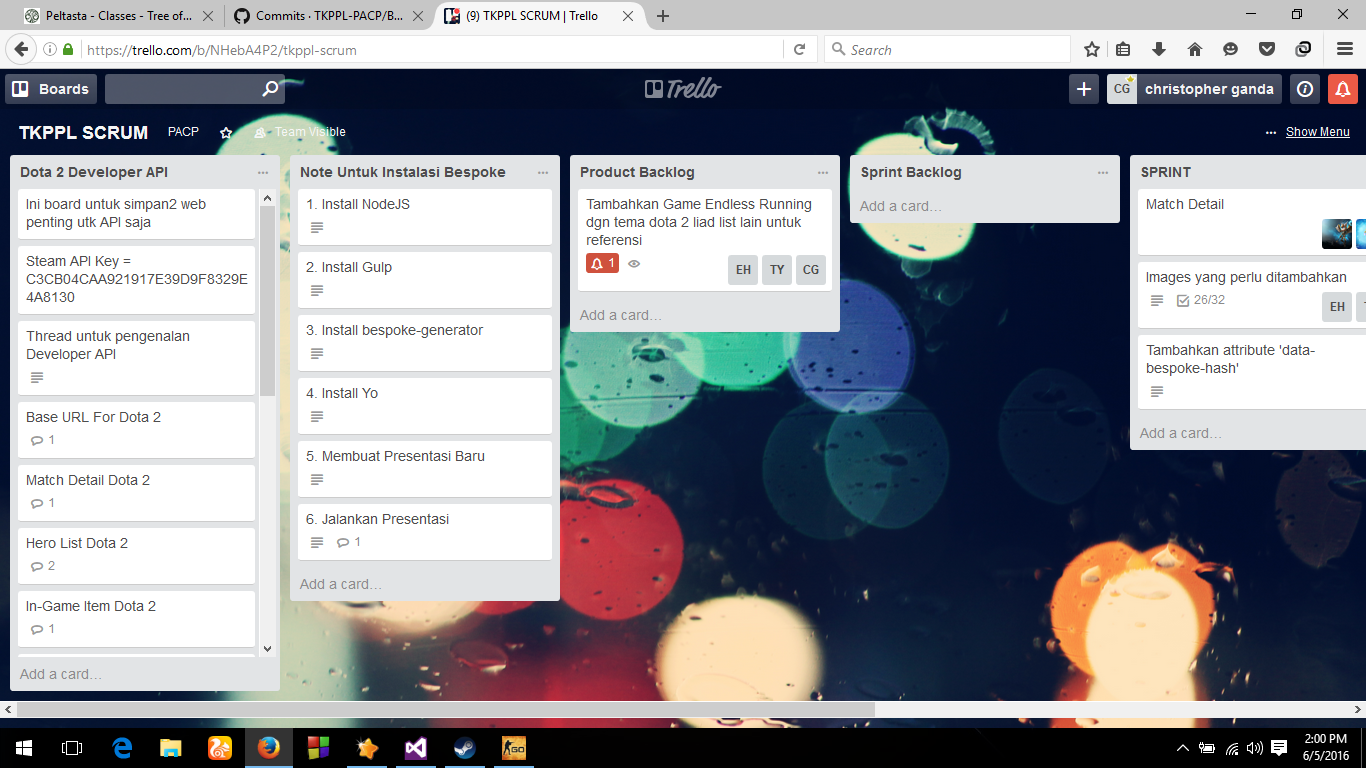 Peltasta - Classes - Tree of...
Commits · TKPPL-PACP/B...
(9) TKPPL SCRUM | Trello
https://trello.com/b/NHebA4P2/tkppl-scrum
Search
Boards
Trello
CG
christopher ganda
TKPPL SCRUM
PACP
Team Visible
Show Menu
Dota 2 Developer API
Ini board untuk simpan2 web
penting utk API saja
Steam API Key =
C3CB04CAA921917E39D9F8329E
4A8130
Thread untuk pengenalan
Developer API
Base URL For Dota 2
1
Match Detail Dota 2
1
Hero List Dota 2
2
In-Game Item Dota 2
1
Add a card...
Note Untuk Instalasi Bespoke
1. Install NodeJS
2. Install Gulp
3. Install bespoke-generator
4. Install Yo
5. Membuat Presentasi Baru
6. Jalankan Presentasi
1
Add a card...
Product Backlog
Tambahkan Game Endless Running
dgn tema dota 2 liad list lain untuk
referensi
1
EH TY CG
Add a card...
Sprint Backlog
Add a card...
SPRINT
Match Detail
Images yang perlu ditambahkan
26/32
EH
Tambahkan attribute 'data-
bespoke-hash'
Add a card...
GO
2:00 PM
6/5/2016